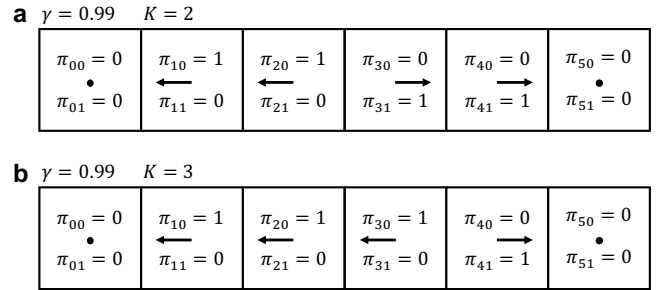 a γ = 0.99 K = 2
π₀₀ = 0 π₁₀ = 1 π₂₀ = 1 π₃₀ = 0 π₄₀ = 0 π₅₀ = 0
π₀₁ = 0 π₁₁ = 0 π₂₁ = 0 π₃₁ = 1 π₄₁ = 1 π₅₁ = 0
b γ = 0.99 K = 3
π₀₀ = 0 π₁₀ = 1 π₂₀ = 1 π₃₀ = 1 π₄₀ = 0 π₅₀ = 0
π₀₁ = 0 π₁₁ = 0 π₂₁ = 0 π₃₁ = 0 π₄₁ = 1 π₅₁ = 0